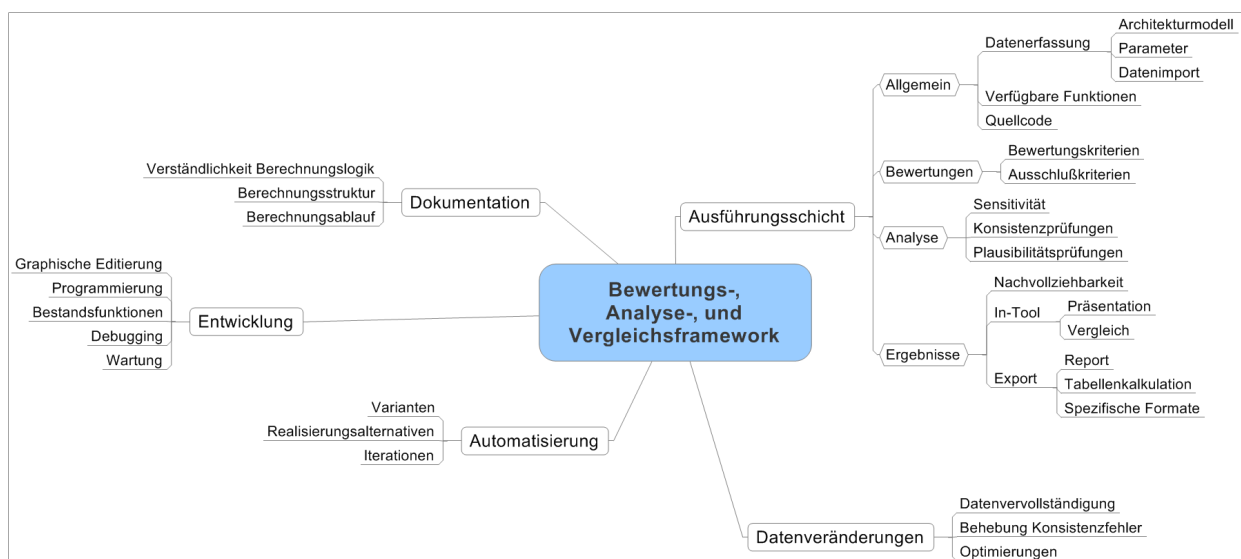 Bewertungs-,
Analyse-, und
Vergleichsframework
Ausführungsschicht
Allgemein
Datenerfassung
Architekturmodell
Parameter
Datenimport
Verfügbare Funktionen
Quellcode
Bewertungen
Bewertungskriterien
Ausschlußkriterien
Analyse
Sensitivität
Konsistenzprüfungen
Plausibilitätsprüfungen
Ergebnisse
Nachvollziehbarkeit
In-Tool
Präsentation
Vergleich
Export
Report
Tabellenkalkulation
Spezifische Formate
Datenveränderungen
Datenvervollständigung
Behebung Konsistenzfehler
Optimierungen
Dokumentation
Verständlichkeit Berechnungslogik
Berechnungsstruktur
Berechnungsablauf
Entwicklung
Graphische Editierung
Programmierung
Bestandsfunktionen
Debugging
Wartung
Automatisierung
Varianten
Realisierungsalternativen
Iterationen